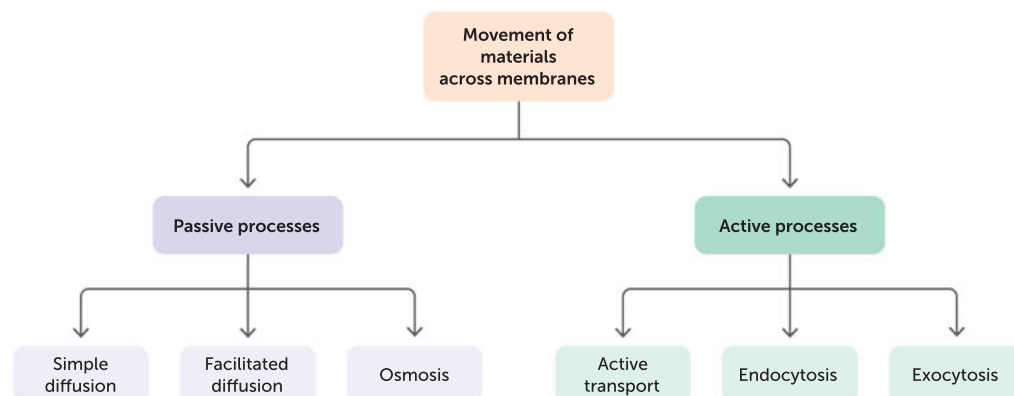 Movement of
materials
across membranes
Passive processes
Active processes
Simple
diffusion
Facilitated
diffusion
Osmosis
Active
transport
Endocytosis
Exocytosis